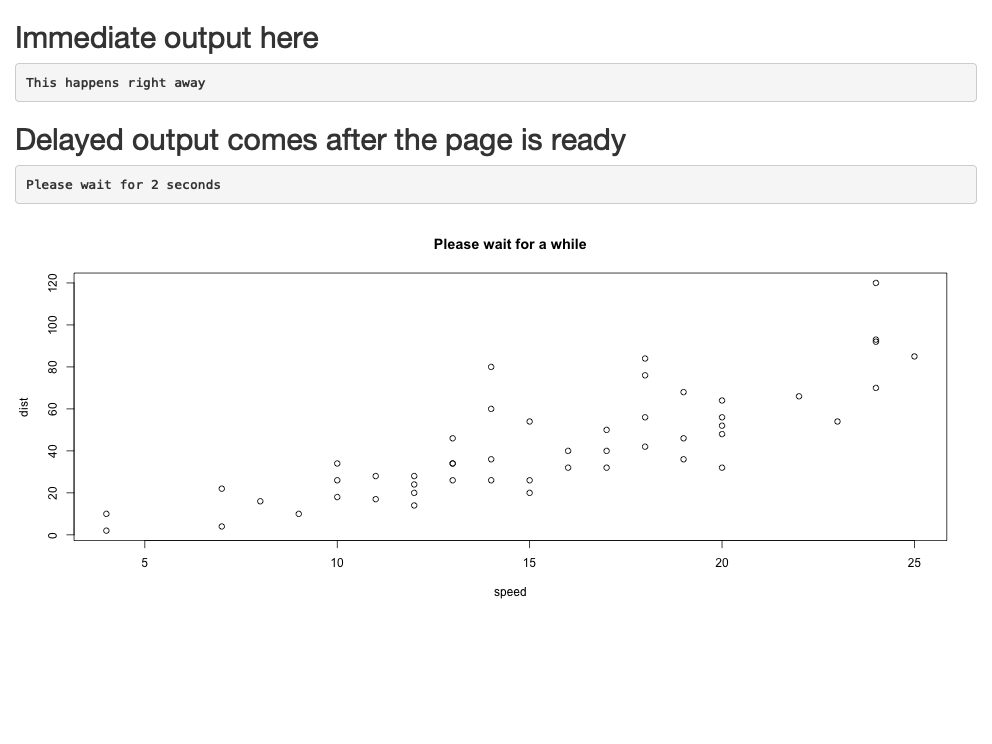 Immediate output here
This happens right away
Delayed output comes after the page is ready
Please wait for 2 seconds
Please wait for a while
120
100
80
60
40
20
0
dist
5 10 15 20 25
speed